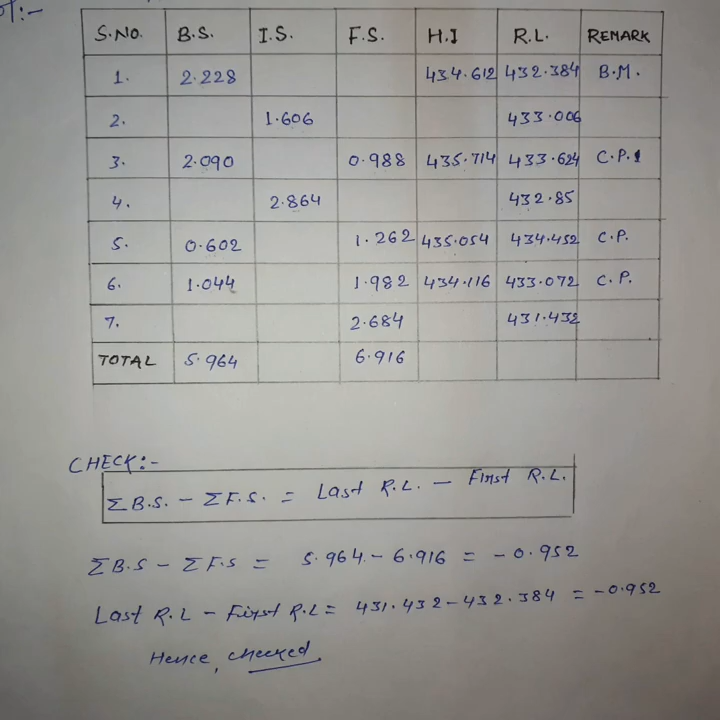 S.NO. B.S. I.S. F.S. H.I R.L. REMARK
1. 2.228 434.612 432.384 B.M.
2. 1.606 433.006
3. 2.090 0.988 435.714 433.624 C.P.1
4. 2.864 432.85
5. 0.602 1.262 435.054 434.452 C.P.
6. 1.044 1.982 434.116 433.072 C.P.
7. 2.684 431.432
TOTAL 5.964 6.916
CHECK:-
ΣB.S. - ΣF.S. = Last R.L. - First R.L.
ΣB.S - ΣF.S = 5.964 - 6.916 = -0.952
Last R.L - First R.L = 431.432 - 432.384 = -0.952
Hence, checked